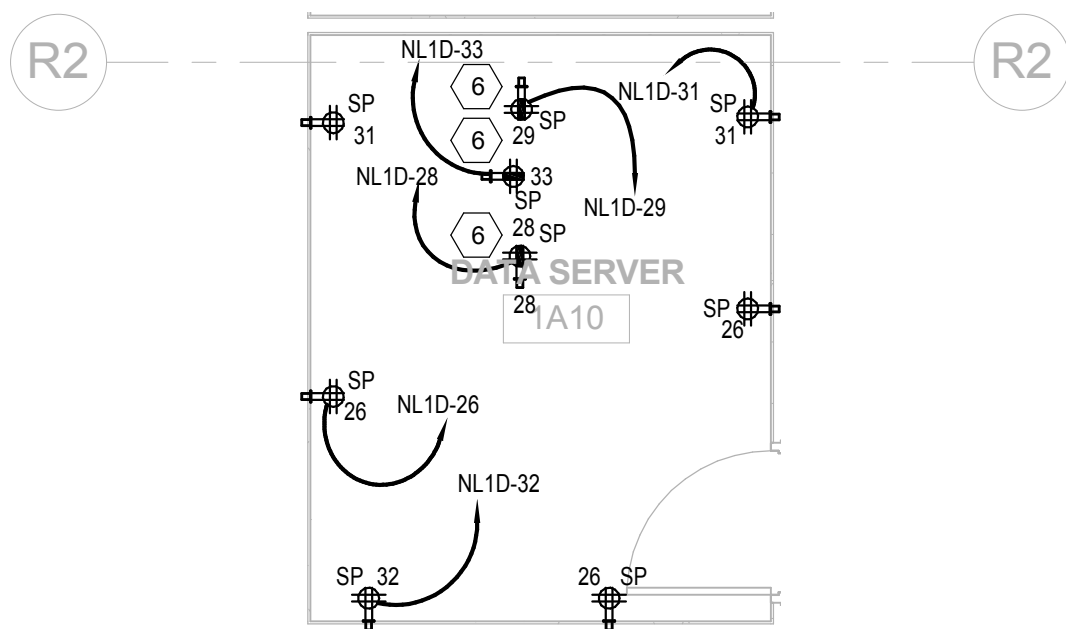 R2
R2
NL1D-33
NL1D-31
6
SP
31
SP
29
SP
31
6
NL1D-28
33
SP
NL1D-29
6
28
SP
DATA SERVER
28
1A10
SP
26
SP
26
NL1D-26
NL1D-32
SP 32
26 SP